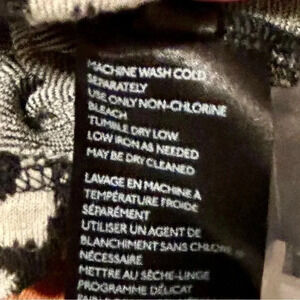 MACHINE WASH COLD
SEPARATELY
USE ONLY NON-CHLORINE
BLEACH
TUMBLE DRY LOW
LOW IRON AS NEEDED
MAY BE DRY CLEANED
LAVAGE EN MACHINE À
TEMPÉRATURE FROIDE
SÉPARÉMENT
UTILISER UN AGENT DE
BLANCHIMENT SANS
NÉCESSAIRE
METTRE AU SÈCHE-LINGE
PROGRAMME DÉLICAT